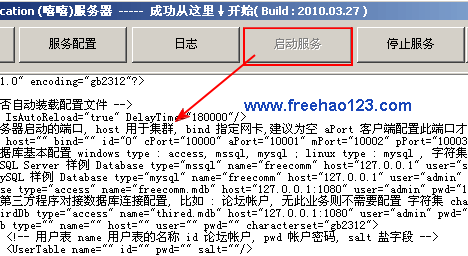 cation (嘻嘻)服务器 ----- 成功从这里↓开始( Build : 2010.03.27 )
服务配置 日志 启动服务 停止服务
1.0" encoding="gb2312"?>
否自动装载配置文件 -->
IsAutoReload="true" DelayTime="180000"/>
www.freehao123.com
务器启动的端口, host 用于集群, bind 指定网卡,建议为空 aPort 客户端配置此端口才
host="" bind="" id="0" cPort="10000" aPort="10001" mPort="10002" pPort="10003
据库基本配置 windows type : access, mssql, mysql ; linux type : mysql , 字符集
SQL Server 样例 Database type="mssql" name="freecomm" host="127.0.0.1" user="s
ySQL 样例 Database type="mysql" name="freecomm" host="127.0.0.1" user="admin"
se type="access" name="freecomm.mdb" host="127.0.0.1:1080" user="admin" pwd="1
第三方程序对接数据库连接配置, 比如 : 论坛帐户, 无此业务则不需要配置 字符集 cha
hirdDb type="access" name="thired.mdb" host="127.0.0.1:1080" user="admin" pwd=
b type="" name="" host="" user="" pwd="" characterset="gb2312">
<!-- 用户表 name 用户表的名称 id 论坛帐户, pwd 帐户密码, salt 盐字段 -->
<UserTable name="" id="" pwd="" salt=""/>